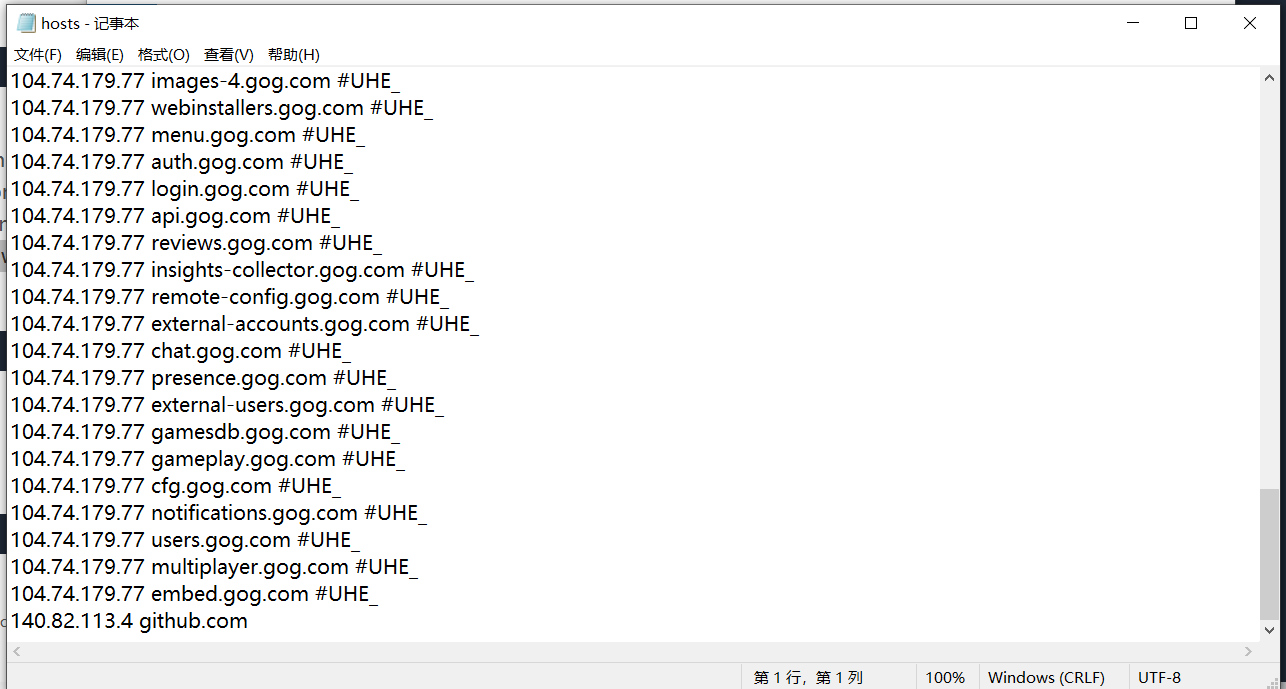 hosts - 记事本
文件(F) 编辑(E) 格式(O) 查看(V) 帮助(H)
104.74.179.77 images-4.gog.com #UHE_
104.74.179.77 webinstallers.gog.com #UHE_
104.74.179.77 menu.gog.com #UHE_
104.74.179.77 auth.gog.com #UHE_
104.74.179.77 login.gog.com #UHE_
104.74.179.77 api.gog.com #UHE_
104.74.179.77 reviews.gog.com #UHE_
104.74.179.77 insights-collector.gog.com #UHE_
104.74.179.77 remote-config.gog.com #UHE_
104.74.179.77 external-accounts.gog.com #UHE_
104.74.179.77 chat.gog.com #UHE_
104.74.179.77 presence.gog.com #UHE_
104.74.179.77 external-users.gog.com #UHE_
104.74.179.77 gamesdb.gog.com #UHE_
104.74.179.77 gameplay.gog.com #UHE_
104.74.179.77 cfg.gog.com #UHE_
104.74.179.77 notifications.gog.com #UHE_
104.74.179.77 users.gog.com #UHE_
104.74.179.77 multiplayer.gog.com #UHE_
104.74.179.77 embed.gog.com #UHE_
140.82.113.4 github.com
第 1 行，第 1 列 100% Windows (CRLF) UTF-8